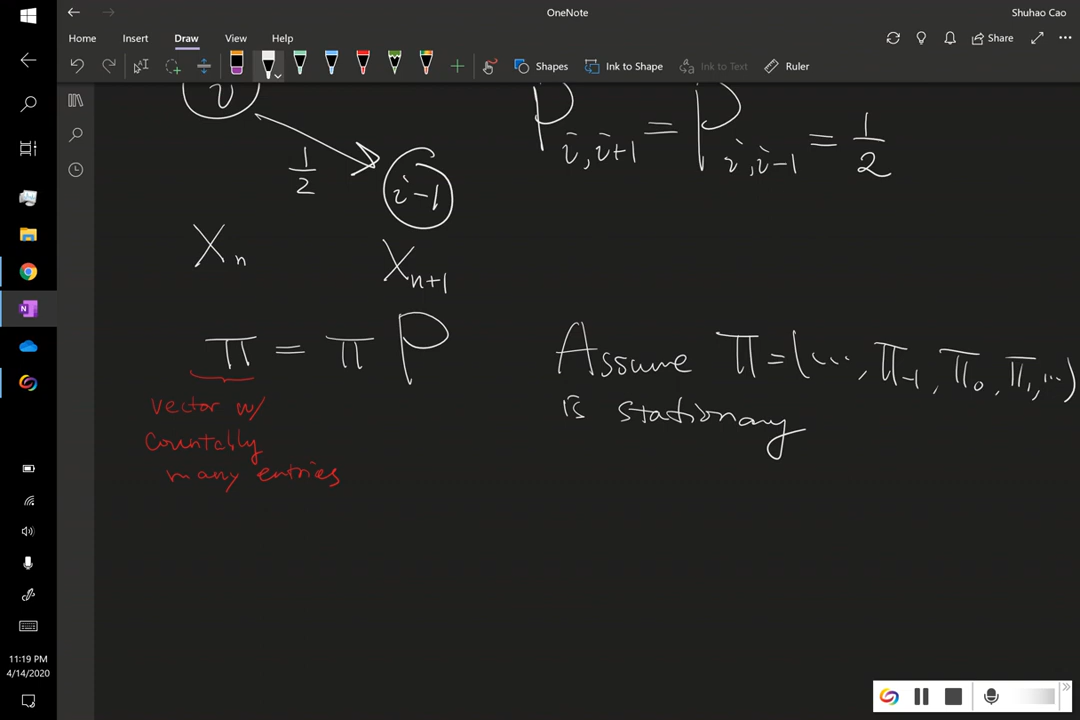 OneNote
Shuhao Cao
Home Insert Draw View Help
Share
Shapes Ink to Shape Ink to Text Ruler
i
P_{i,i+1} = P_{i,i-1} = 1/2
1/2
i-1
X_n X_{n+1}
π = π P
Assume π = (..., π_{-1}, π_0, π_1, ...)
is stationary
vector w/
countably
many entries
11:19 PM
4/14/2020